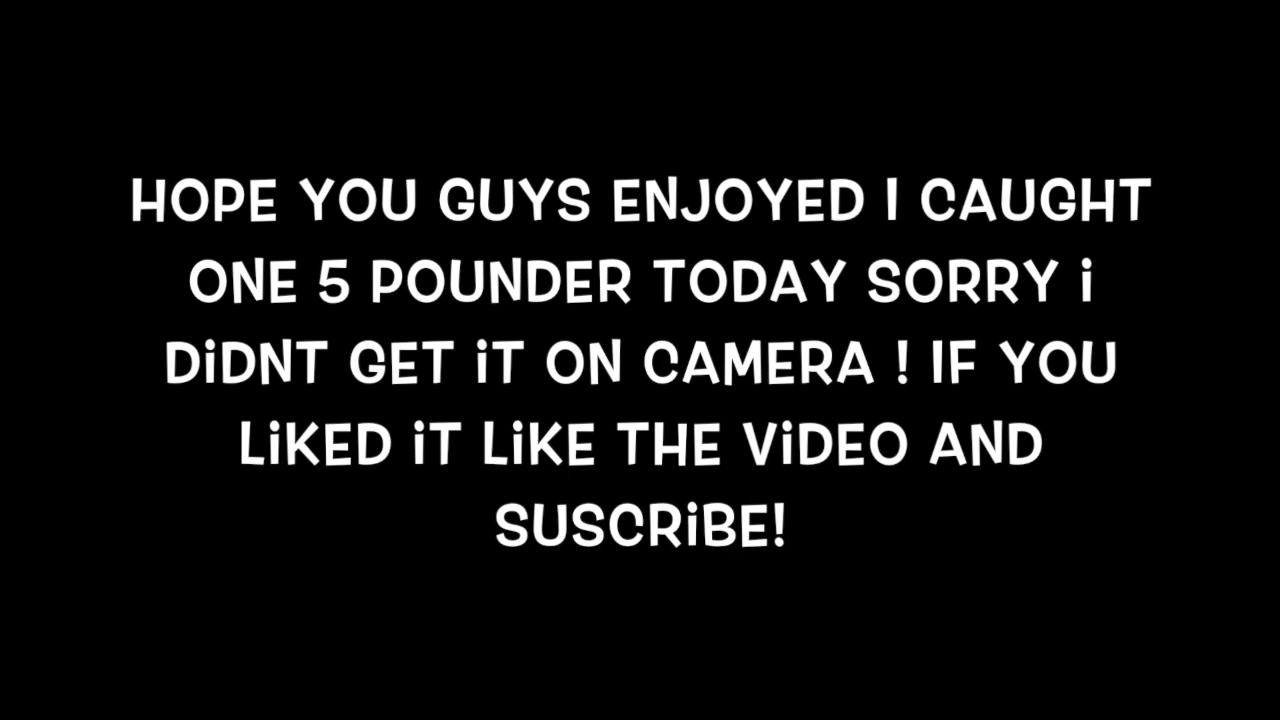 HOPE YOU GUYS ENJOYED I CAUGHT
ONE 5 POUNDER TODAY SORRY i
DiDNT GET iT ON CAMERA ! IF YOU
LiKED iT LiKE THE ViDEO AND
SUSCRiBE!